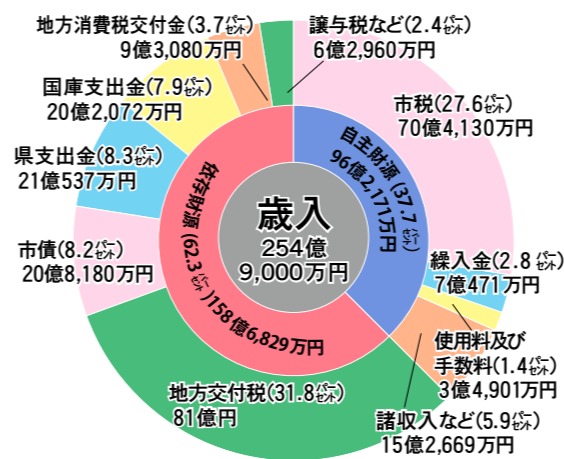 地方消費税交付金(3.7パーセント)
9億3,080万円
譲与税など(2.4パーセント)
6億2,960万円
国庫支出金(7.9パーセント)
20億2,072万円
市税(27.6パーセント)
70億4,130万円
県支出金(8.3パーセント)
21億537万円
自主財源(37.7パーセント)
96億2,171万円
依存財源(62.3パーセント)158億6,829万円
歳入
254億
9,000万円
市債(8.2パーセント)
20億8,180万円
繰入金(2.8パーセント)
7億471万円
使用料及び
手数料(1.4パーセント)
3億4,901万円
地方交付税(31.8パーセント)
81億円
諸収入など(5.9パーセント)
15億2,669万円